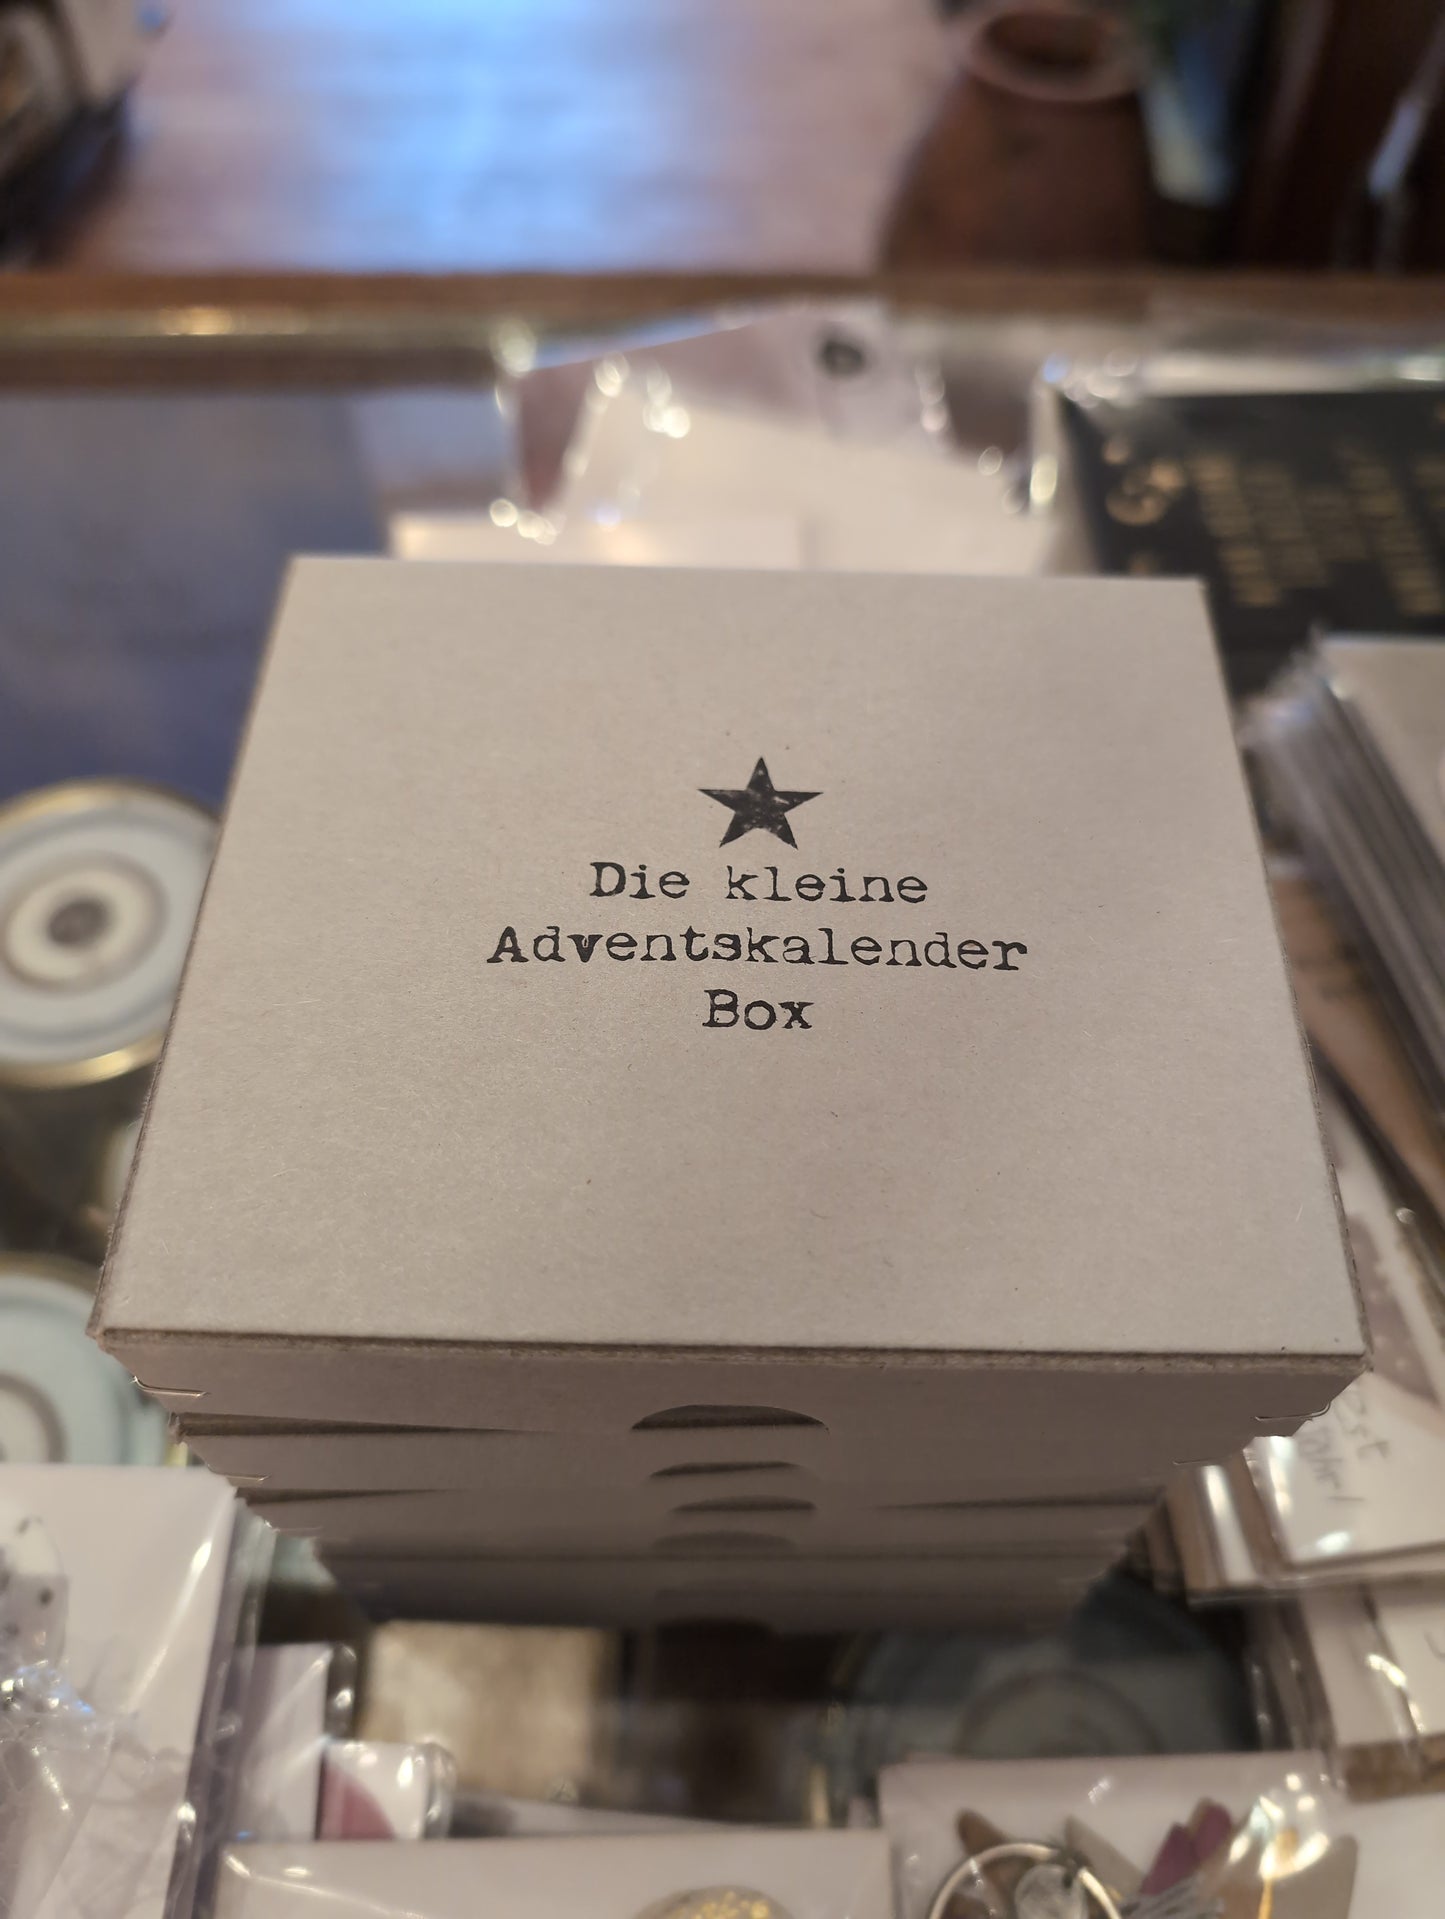 Die kleine
Adventskalender
Box